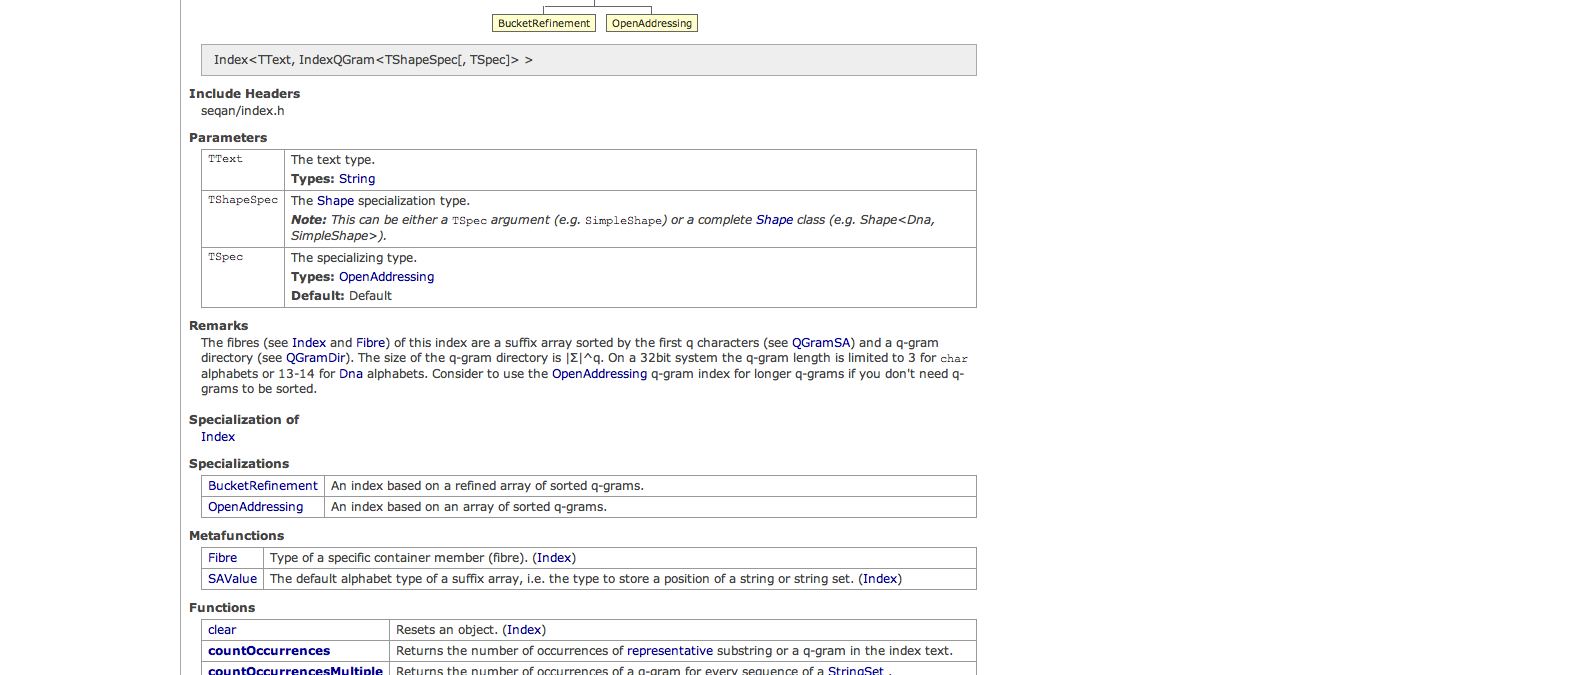 BucketRefinement OpenAddressing
Index<TText, IndexQGram<TShapeSpec[, TSpec]> >
Include Headers
seqan/index.h
Parameters
TText The text type.
Types: String
TShapeSpec The Shape specialization type.
Note: This can be either a TSpec argument (e.g. SimpleShape) or a complete Shape class (e.g. Shape<Dna,
SimpleShape>).
TSpec The specializing type.
Types: OpenAddressing
Default: Default
Remarks
The fibres (see Index and Fibre) of this index are a suffix array sorted by the first q characters (see QGramSA) and a q-gram
directory (see QGramDir). The size of the q-gram directory is |Σ|^q. On a 32bit system the q-gram length is limited to 3 for char
alphabets or 13-14 for Dna alphabets. Consider to use the OpenAddressing q-gram index for longer q-grams if you don't need q-
grams to be sorted.
Specialization of
Index
Specializations
BucketRefinement An index based on a refined array of sorted q-grams.
OpenAddressing An index based on an array of sorted q-grams.
Metafunctions
Fibre Type of a specific container member (fibre). (Index)
SAValue The default alphabet type of a suffix array, i.e. the type to store a position of a string or string set. (Index)
Functions
clear Resets an object. (Index)
countOccurrences Returns the number of occurrences of representative substring or a q-gram in the index text.
countOccurrencesMultiple Returns the number of occurrences of a q-gram for every sequence of a StringSet .